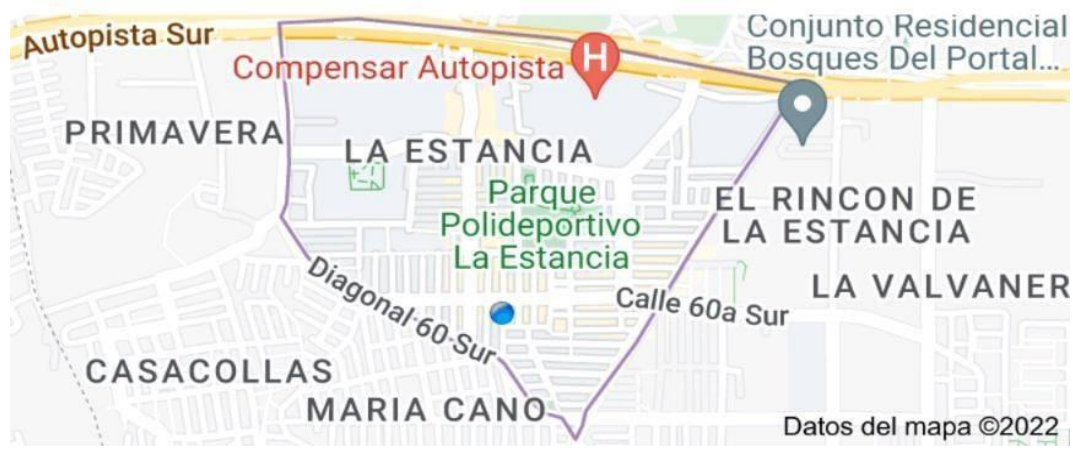 Autopista Sur
Conjunto Residencial
Bosques Del Portal...
Compensar Autopista
H
PRIMAVERA
LA ESTANCIA
Parque
Polideportivo
La Estancia
EL RINCON DE
LA ESTANCIA
Diagonal 60 Sur
Calle 60a Sur
LA VALVANER
CASACOLLAS
MARIA CANO
Datos del mapa ©2022